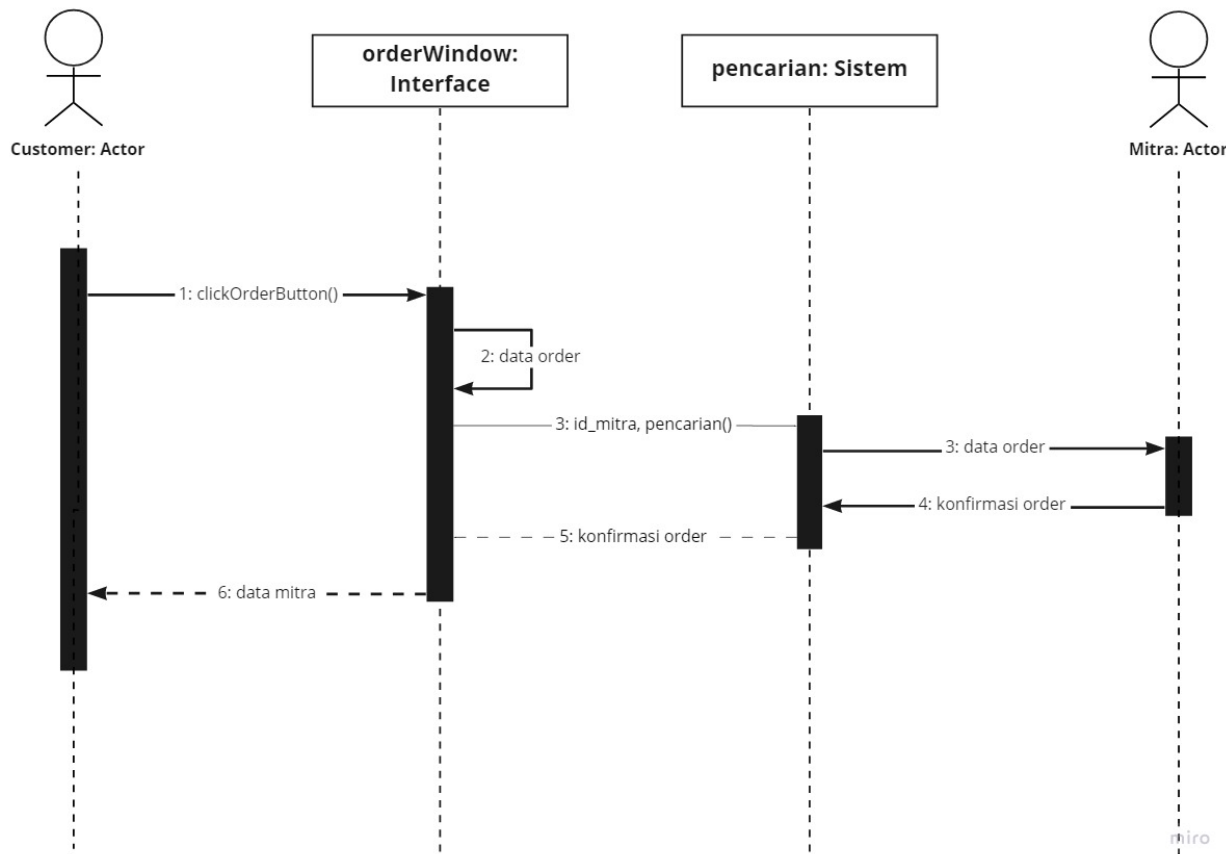 orderWindow:
Interface
pencarian: Sistem
Customer: Actor
Mitra: Actor
1: clickOrderButton()
2: data order
3: id_mitra, pencarian()
3: data order
4: konfirmasi order
5: konfirmasi order
6: data mitra
miro